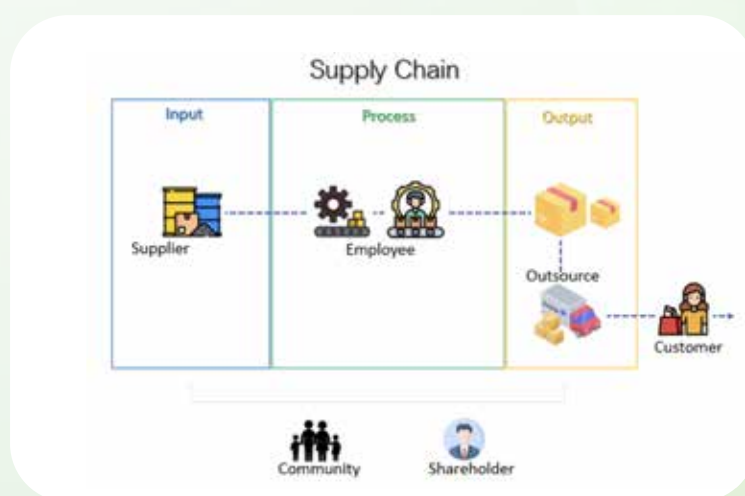 Supply Chain
Input
Process
Output
Supplier
Employee
Outsource
Customer
Community
Shareholder